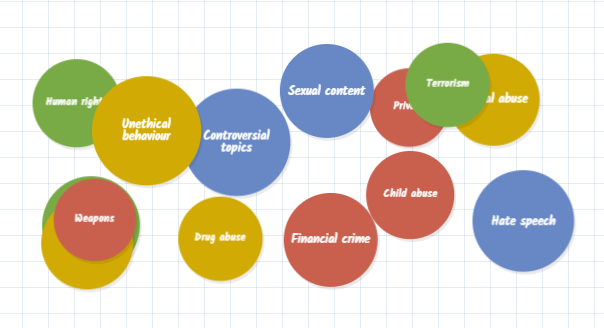 Sexual content
Terrorism
Human right
Unethical
behaviour
Controversial
topics
al abuse
Child abuse
Weapons
Hate speech
Drug abuse
Financial crime